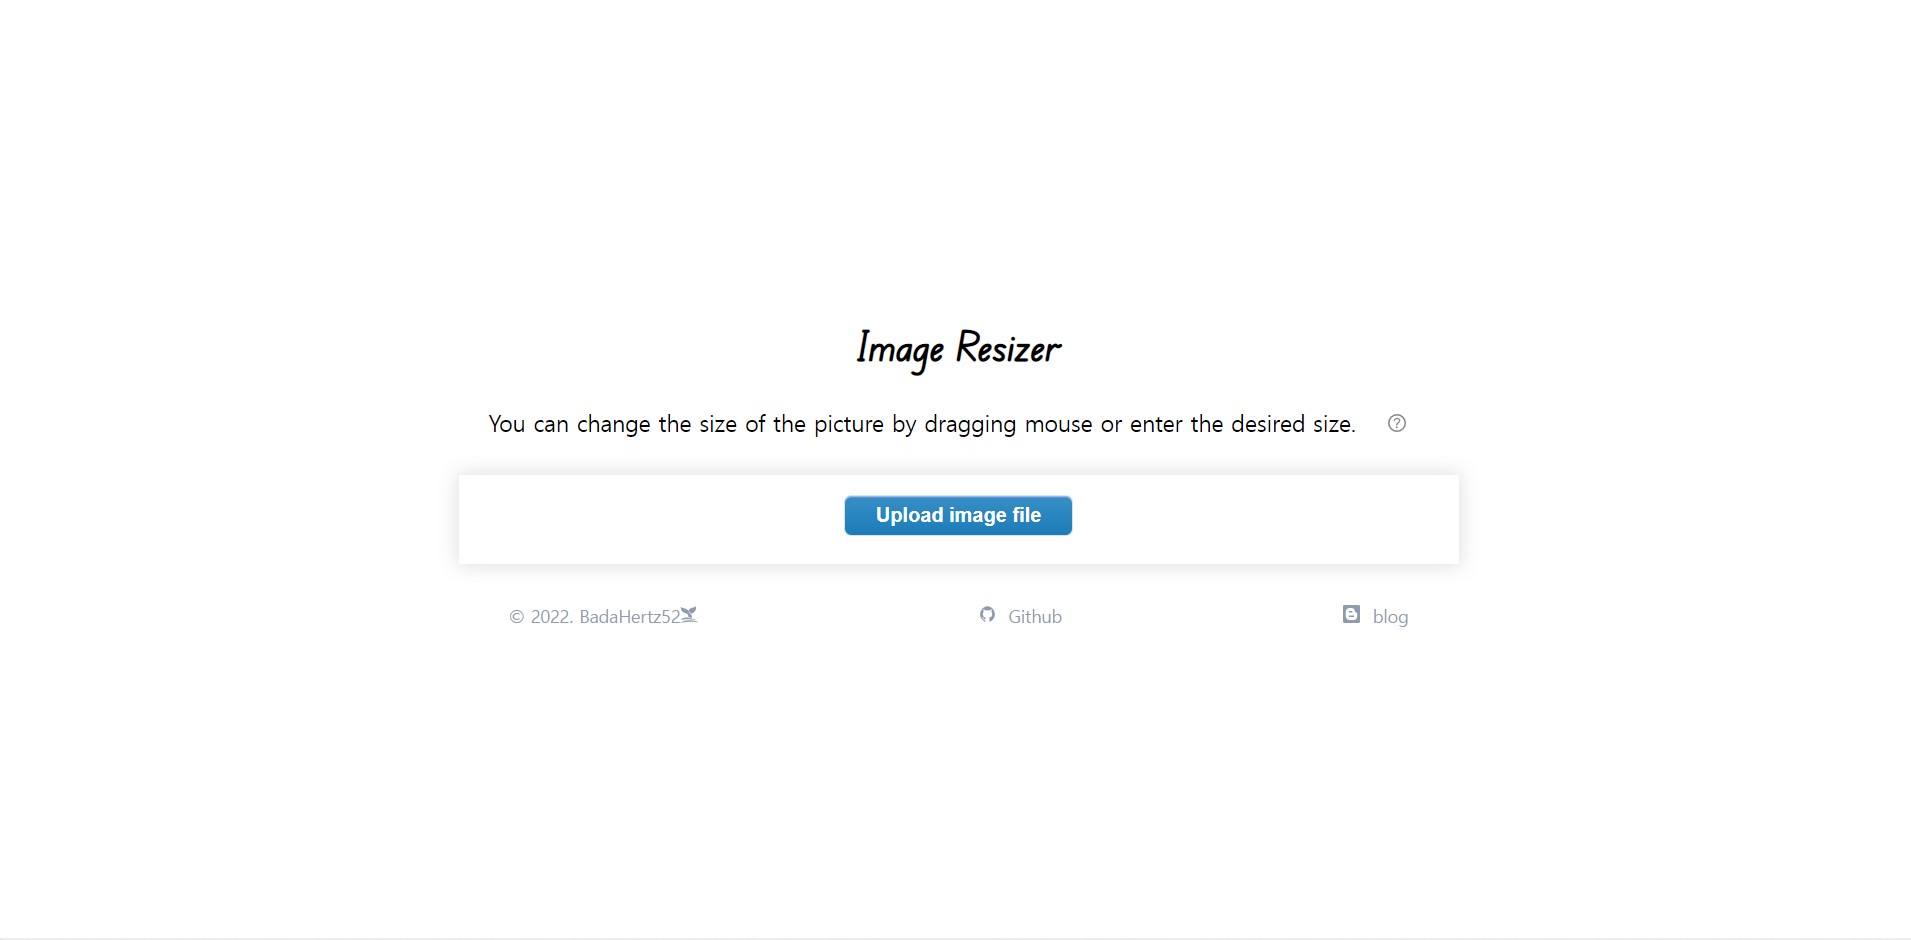 Image Resizer
You can change the size of the picture by dragging mouse or enter the desired size. ?
Upload image file
© 2022. BadaHertz52
Github
blog